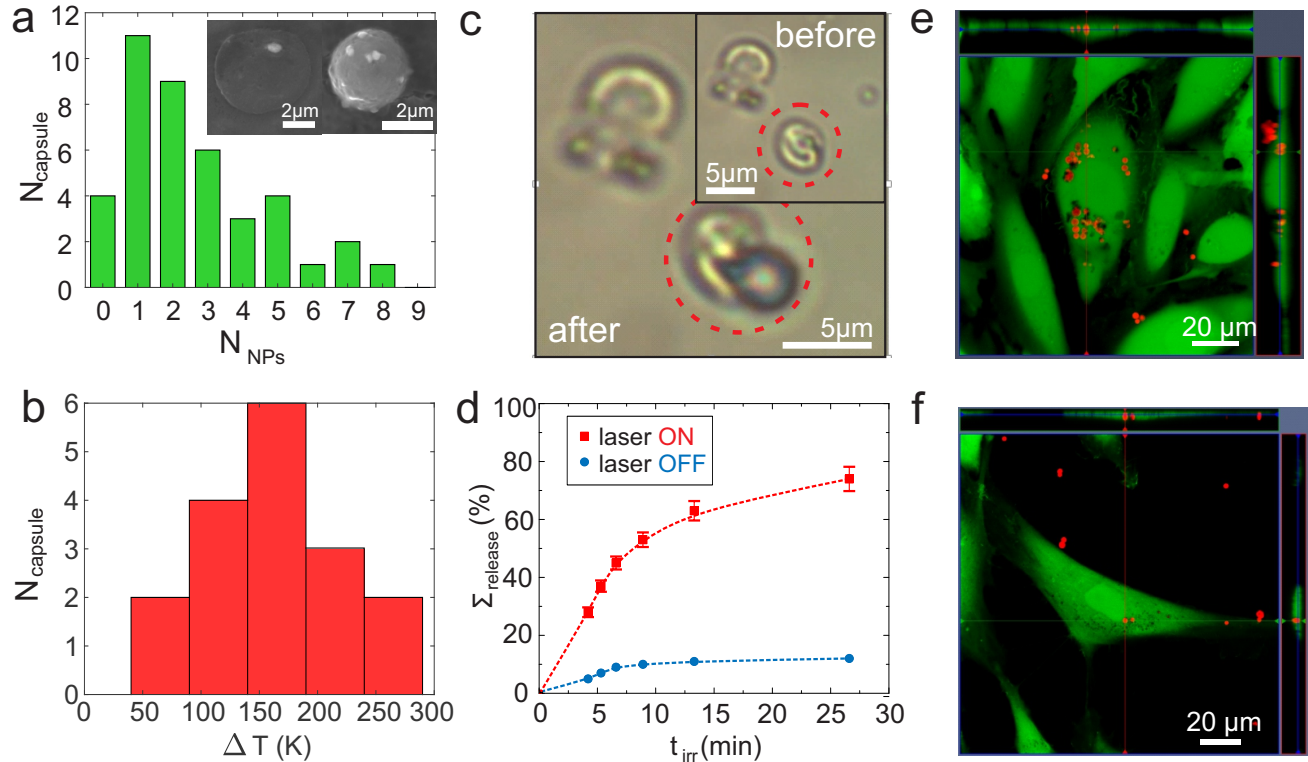 a
12
10
8
6
4
2
0
N capsule
0 1 2 3 4 5 6 7 8 9
N NPs
2µm
2µm
b
6
5
4
3
2
1
0
N capsule
0 50 100 150 200 250 300
Δ T (K)
c
before
5µm
after
5µm
d
100
80
60
40
20
0
Σ release (%)
laser ON
laser OFF
0 5 10 15 20 25 30
t irr (min)
e
20 µm
f
20 µm